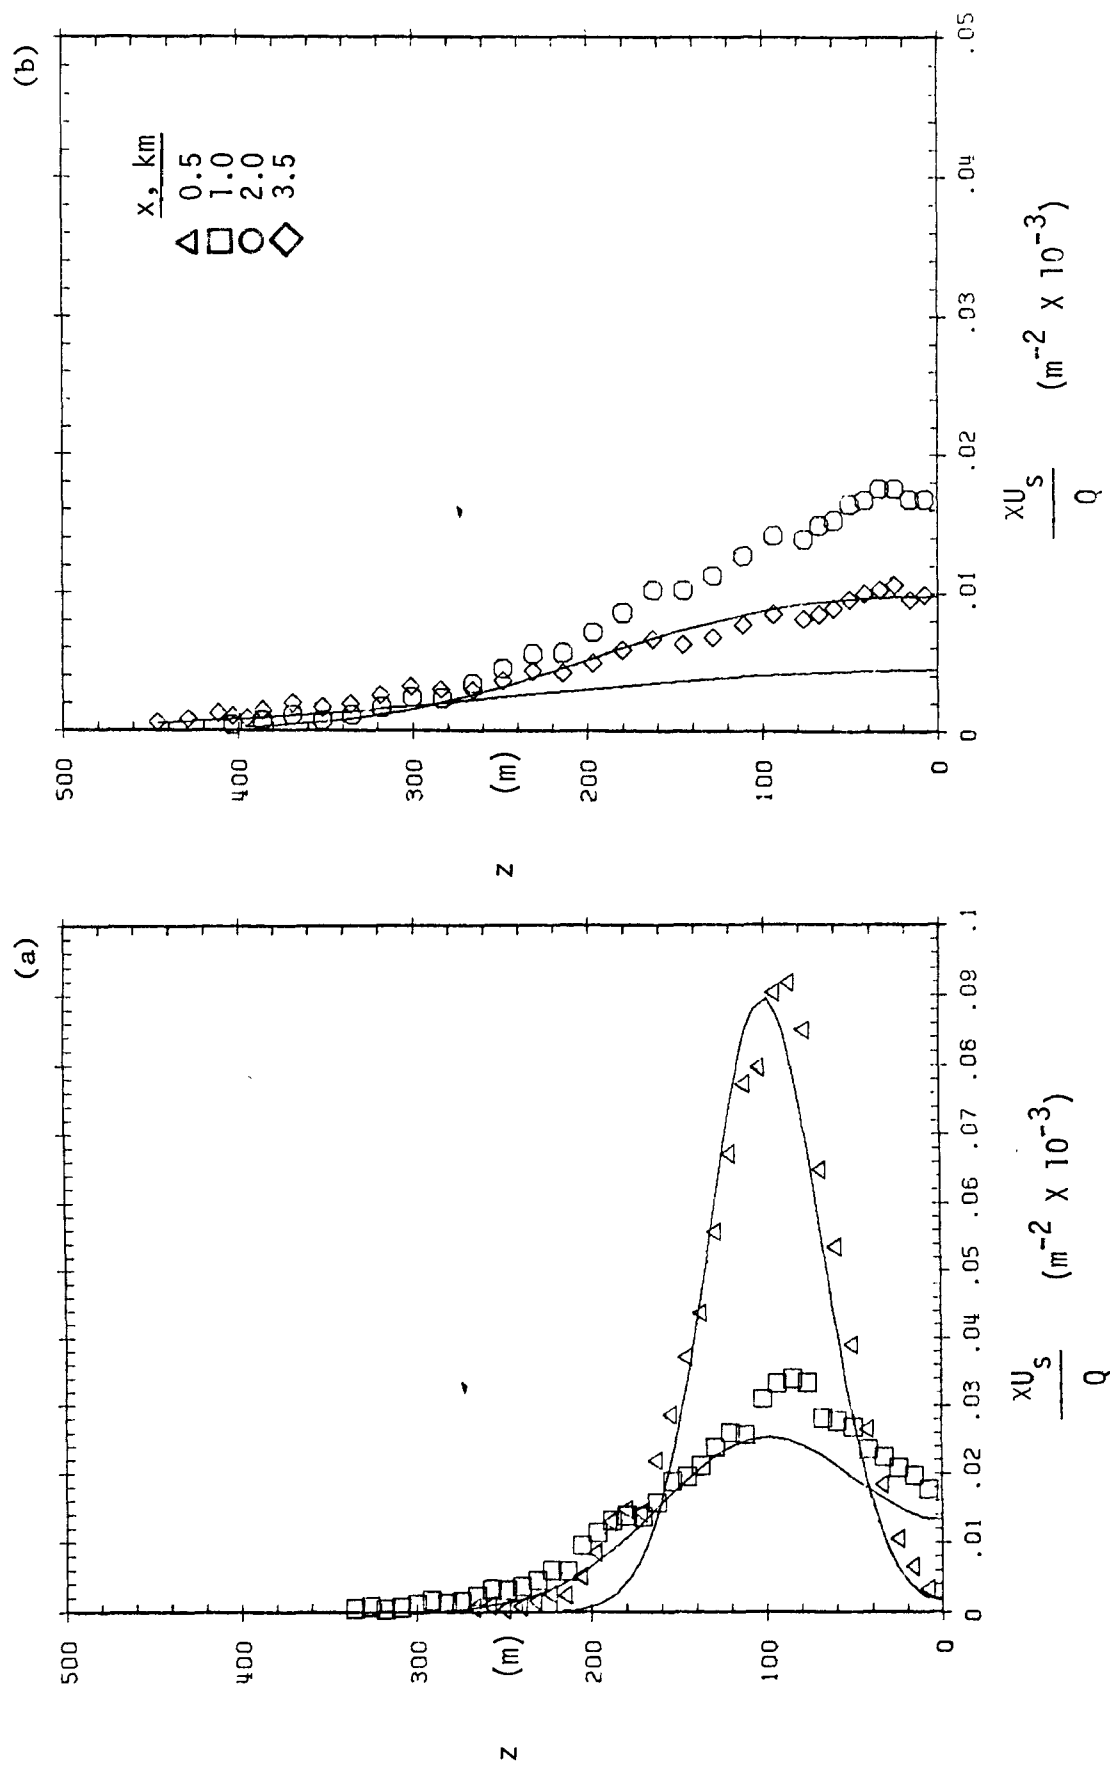 (a)
500
400
300
(m)
200
100
0
z
0
.01
.02
.03
.04
.05
.06
.07
.08
.09
.1
χU_s
Q
(m⁻² X 10⁻³)
(b)
x, km
0.5
1.0
2.0
3.5
500
400
300
(m)
200
100
0
z
0
.01
.02
.03
.04
.05
χU_s
Q
(m⁻² X 10⁻³)